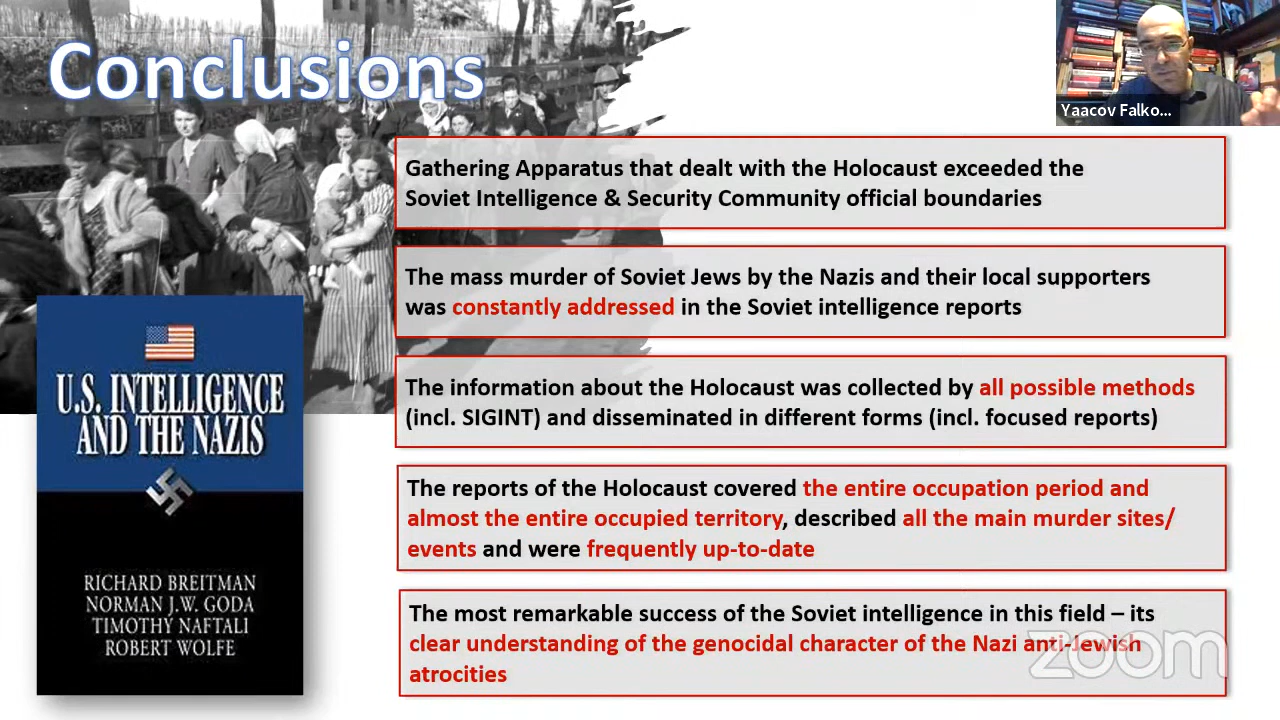 Conclusions
Yaacov Falko...
Gathering Apparatus that dealt with the Holocaust exceeded the
Soviet Intelligence & Security Community official boundaries
The mass murder of Soviet Jews by the Nazis and their local supporters
was constantly addressed in the Soviet intelligence reports
The information about the Holocaust was collected by all possible methods
(incl. SIGINT) and disseminated in different forms (incl. focused reports)
The reports of the Holocaust covered the entire occupation period and
almost the entire occupied territory, described all the main murder sites/
events and were frequently up-to-date
The most remarkable success of the Soviet intelligence in this field – its
clear understanding of the genocidal character of the Nazi anti-Jewish
atrocities
U.S. INTELLIGENCE
AND THE NAZIS
RICHARD BREITMAN
NORMAN J.W. GODA
TIMOTHY NAFTALI
ROBERT WOLFE
zoom